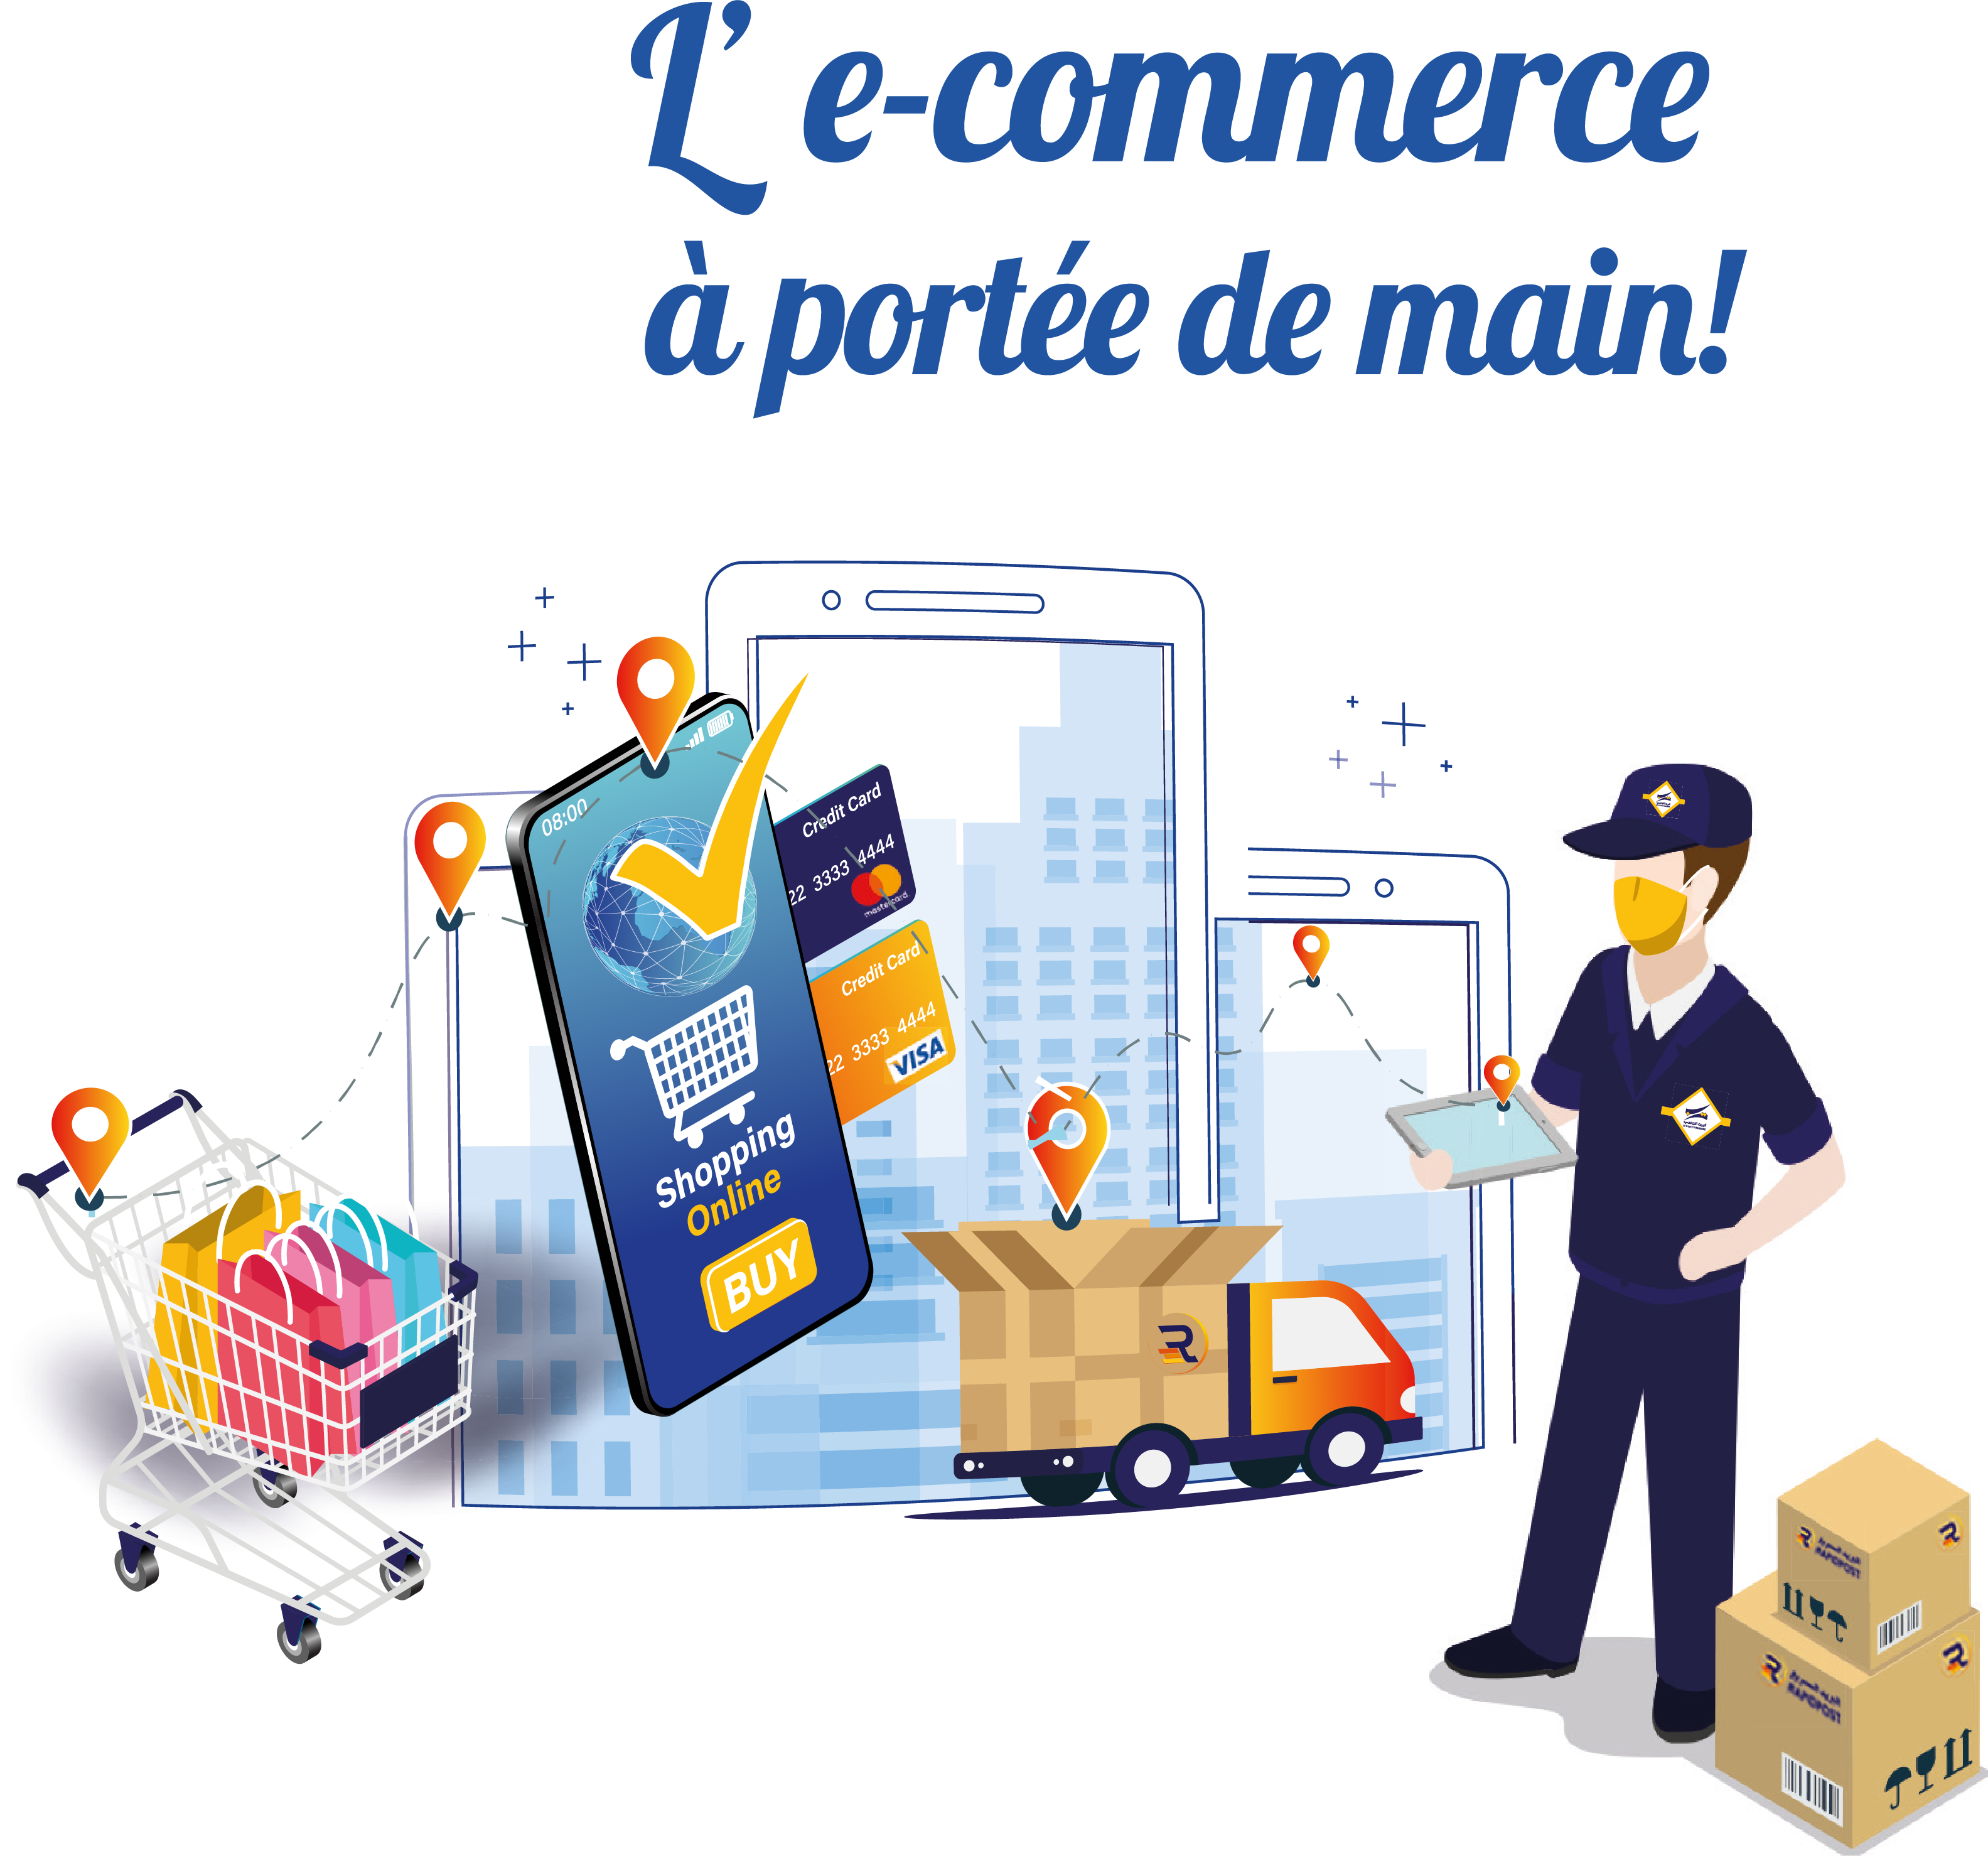 L' e-commerce
à portée de main!
08:00
Credit Card
22 3333 4444
mastercard
Credit Card
22 3333 4444
VISA
Shopping
Online
BUY
R
RAPIDPOST
RAPIDPOST